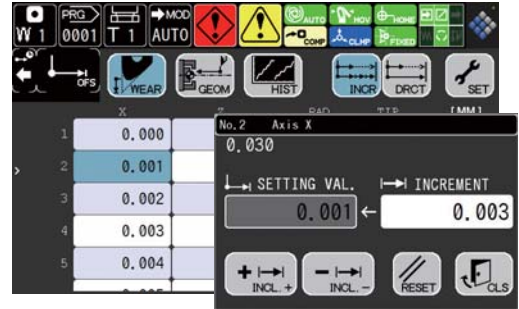 W 1 PRG 0001 T 1 MOD AUTO AUTO HOV HOME
COMP CLMP FIXED
OFS WEAR GEOM HIST INCR DRCT SET
X RAD TIP [MM]
1 0.000
2 0.001
3 0.002
4 0.003
5 0.004
No.2 Axis X
0.030
SETTING VAL. INCREMENT
0.001 ← 0.003
+ INCL. + - INCL. - RESET CLS